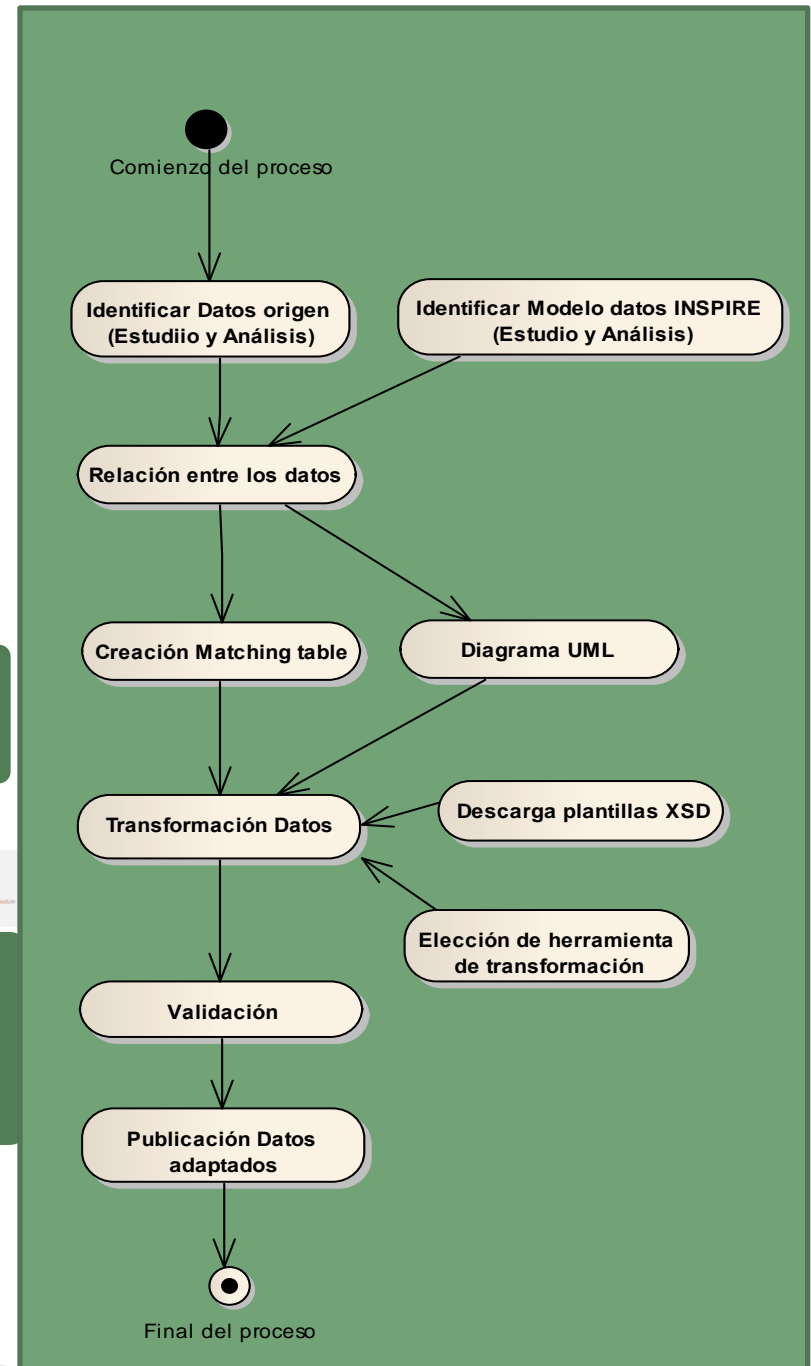 Comienzo del proceso
Identificar Datos origen
(Estudiio y Análisis)
Identificar Modelo datos INSPIRE
(Estudio y Análisis)
Relación entre los datos
Creación Matching table
Diagrama UML
Transformación Datos
Descarga plantillas XSD
Elección de herramienta
de transformación
Validación
Publicación Datos
adaptados
Final del proceso